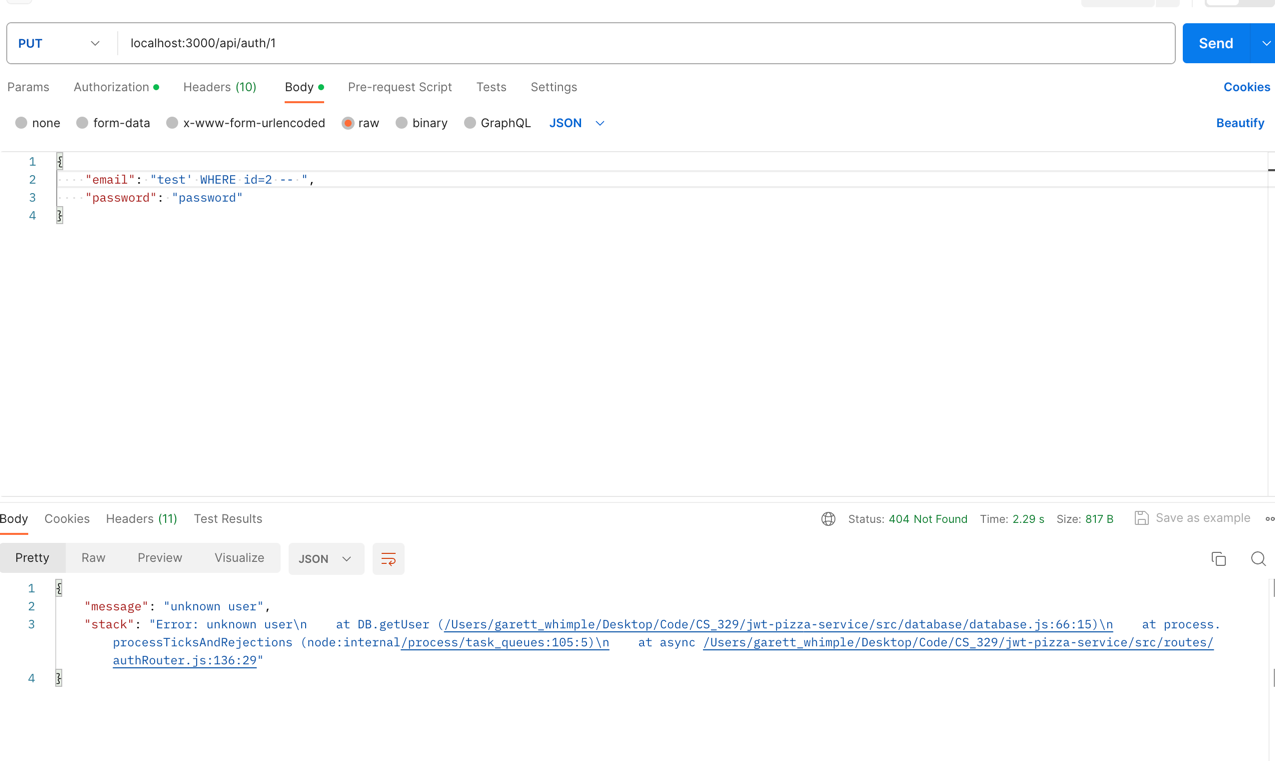 PUT localhost:3000/api/auth/1 Send
Params Authorization Headers (10) Body Pre-request Script Tests Settings Cookies
none form-data x-www-form-urlencoded raw binary GraphQL JSON Beautify
1 {
2 "email": "test' WHERE id=2 -- ",
3 "password": "password"
4 }
Body Cookies Headers (11) Test Results Status: 404 Not Found Time: 2.29 s Size: 817 B Save as example
Pretty Raw Preview Visualize JSON
1 {
2 "message": "unknown user",
3 "stack": "Error: unknown user\n    at DB.getUser (/Users/garett_whimple/Desktop/Code/CS_329/jwt-pizza-service/src/database/database.js:66:15)\n    at process.
processTicksAndRejections (node:internal/process/task_queues:105:5)\n    at async /Users/garett_whimple/Desktop/Code/CS_329/jwt-pizza-service/src/routes/
authRouter.js:136:29"
4 }